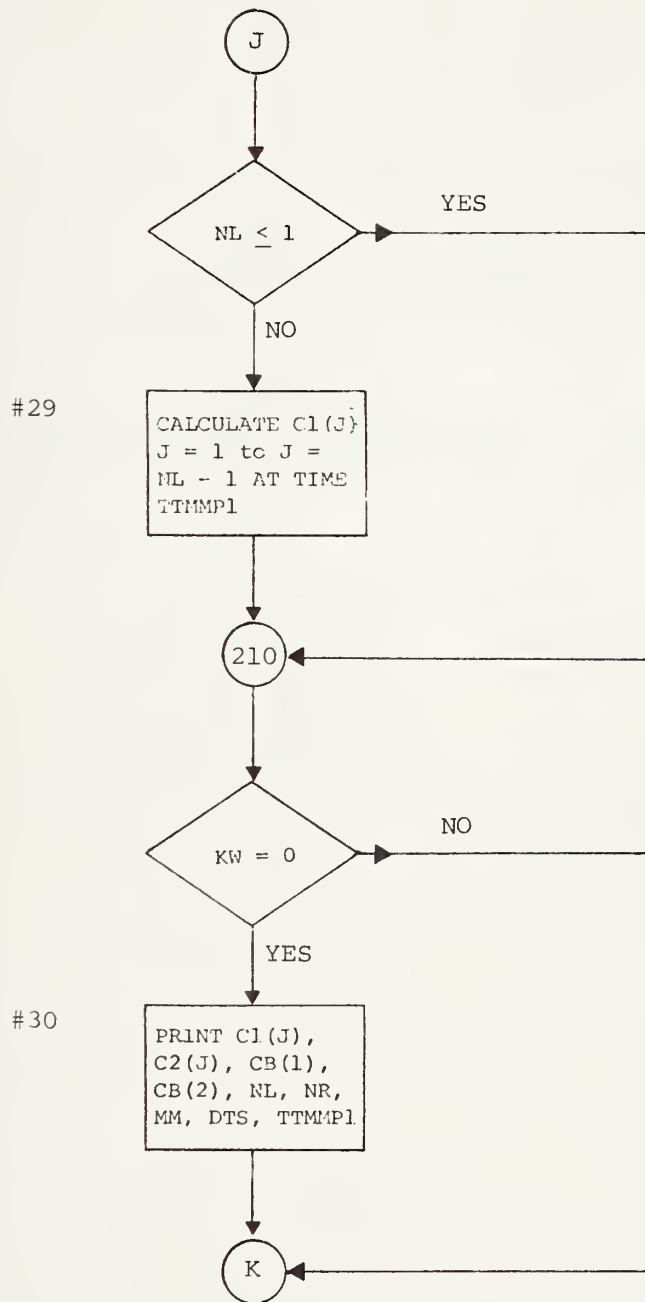 J
NL ≤ 1
YES
NO
#29
CALCULATE C1(J)
J = 1 to J =
NL - 1 AT TIME
TTMMP1
210
KW = 0
NO
YES
#30
PRINT C1(J),
C2(J), CB(1),
CB(2), NL, NR,
MM, DTS, TTMMP1
K